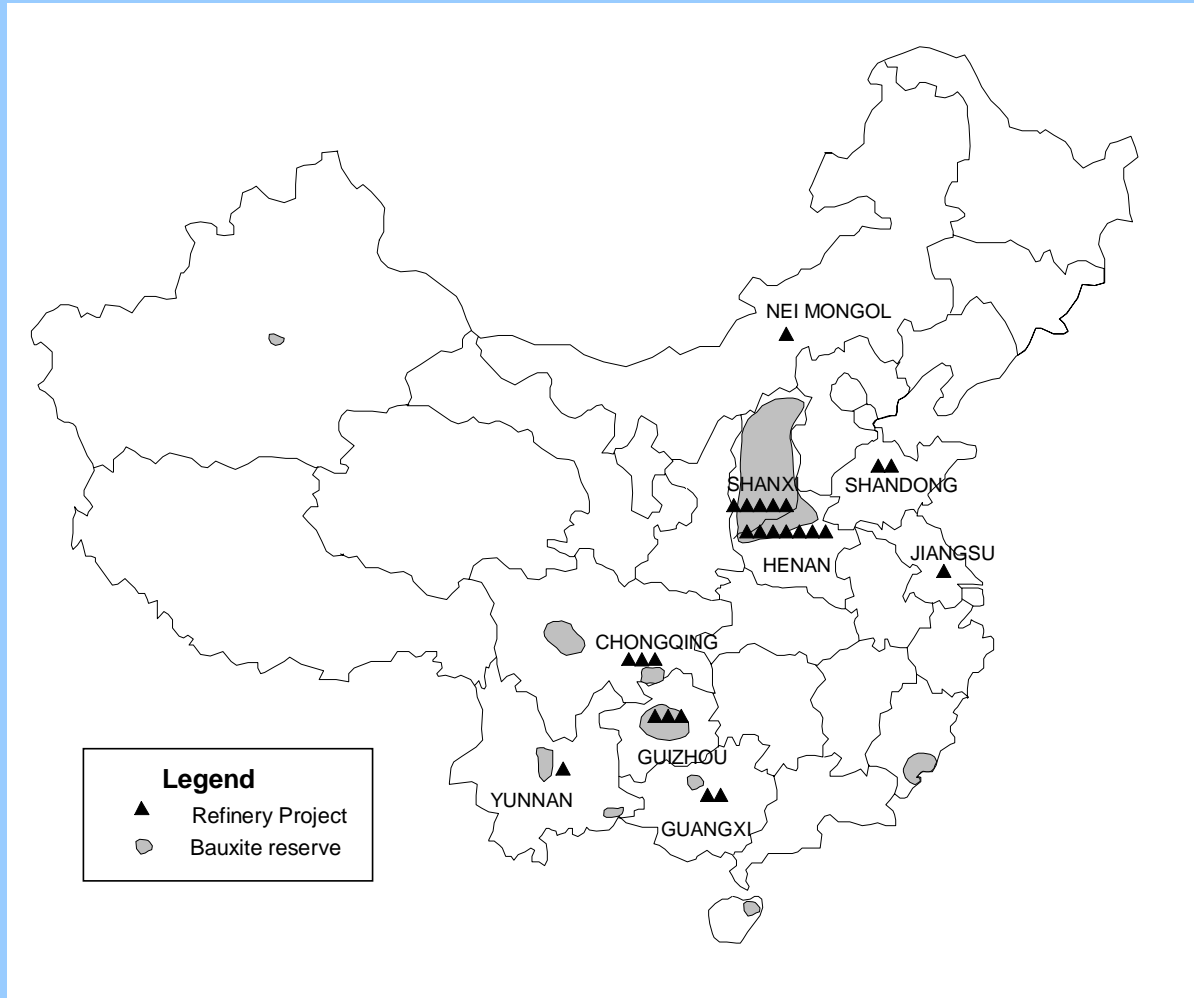 NEI MONGOL
SHANXI
SHANDONG
JIANGSU
HENAN
CHONGQING
GUIZHOU
YUNNAN
GUANGXI
Legend
Refinery Project
Bauxite reserve